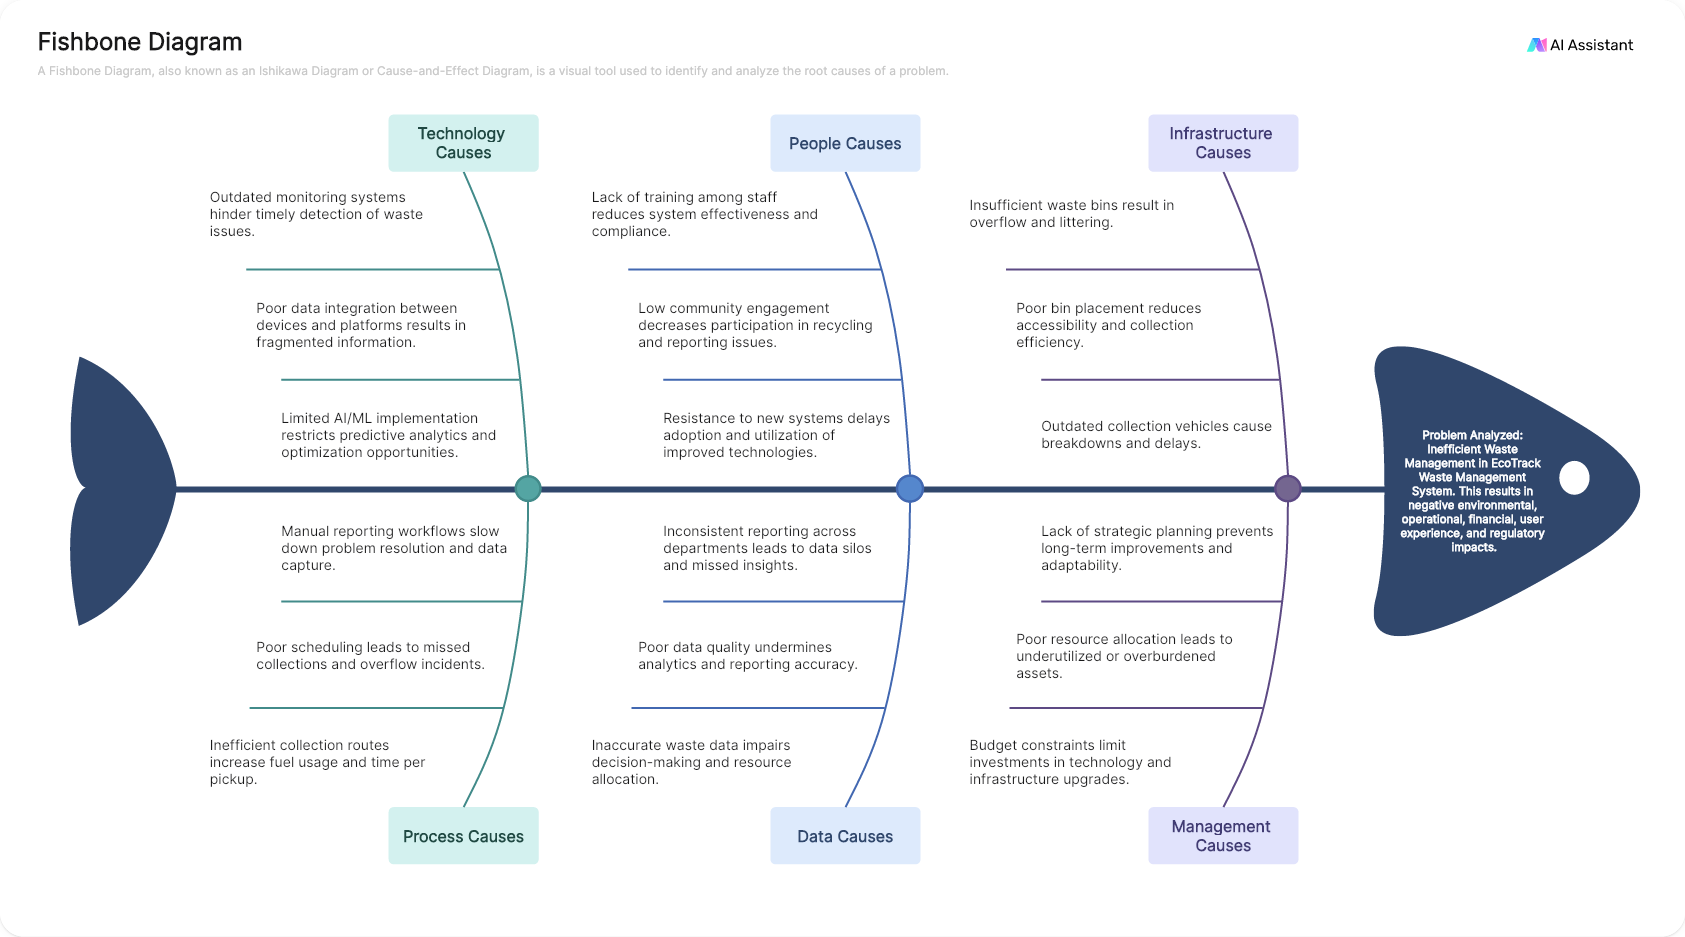 Fishbone Diagram
A Fishbone Diagram, also known as an Ishikawa Diagram or Cause-and-Effect Diagram, is a visual tool used to identify and analyze the root causes of a problem.
AI Assistant
Technology
Causes
Outdated monitoring systems
hinder timely detection of waste
issues.
Poor data integration between
devices and platforms results in
fragmented information.
Limited AI/ML implementation
restricts predictive analytics and
optimization opportunities.
People Causes
Lack of training among staff
reduces system effectiveness and
compliance.
Low community engagement
decreases participation in recycling
and reporting issues.
Resistance to new systems delays
adoption and utilization of
improved technologies.
Infrastructure
Causes
Insufficient waste bins result in
overflow and littering.
Poor bin placement reduces
accessibility and collection
efficiency.
Outdated collection vehicles cause
breakdowns and delays.
Problem Analyzed:
Inefficient Waste
Management in EcoTrack
Waste Management
System. This results in
negative environmental,
operational, financial, user
experience, and regulatory
impacts.
Manual reporting workflows slow
down problem resolution and data
capture.
Poor scheduling leads to missed
collections and overflow incidents.
Inefficient collection routes
increase fuel usage and time per
pickup.
Process Causes
Inconsistent reporting across
departments leads to data silos
and missed insights.
Poor data quality undermines
analytics and reporting accuracy.
Inaccurate waste data impairs
decision-making and resource
allocation.
Data Causes
Lack of strategic planning prevents
long-term improvements and
adaptability.
Poor resource allocation leads to
underutilized or overburdened
assets.
Budget constraints limit
investments in technology and
infrastructure upgrades.
Management
Causes